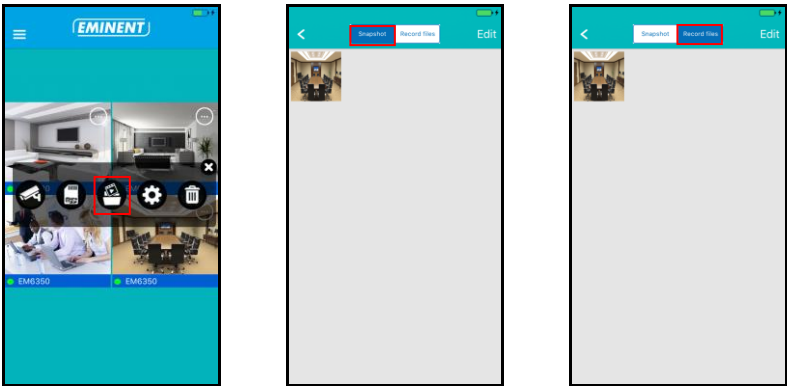 EMINENT
EM6350
EM6350
Snapshot
Record files
Edit
Snapshot
Record files
Edit